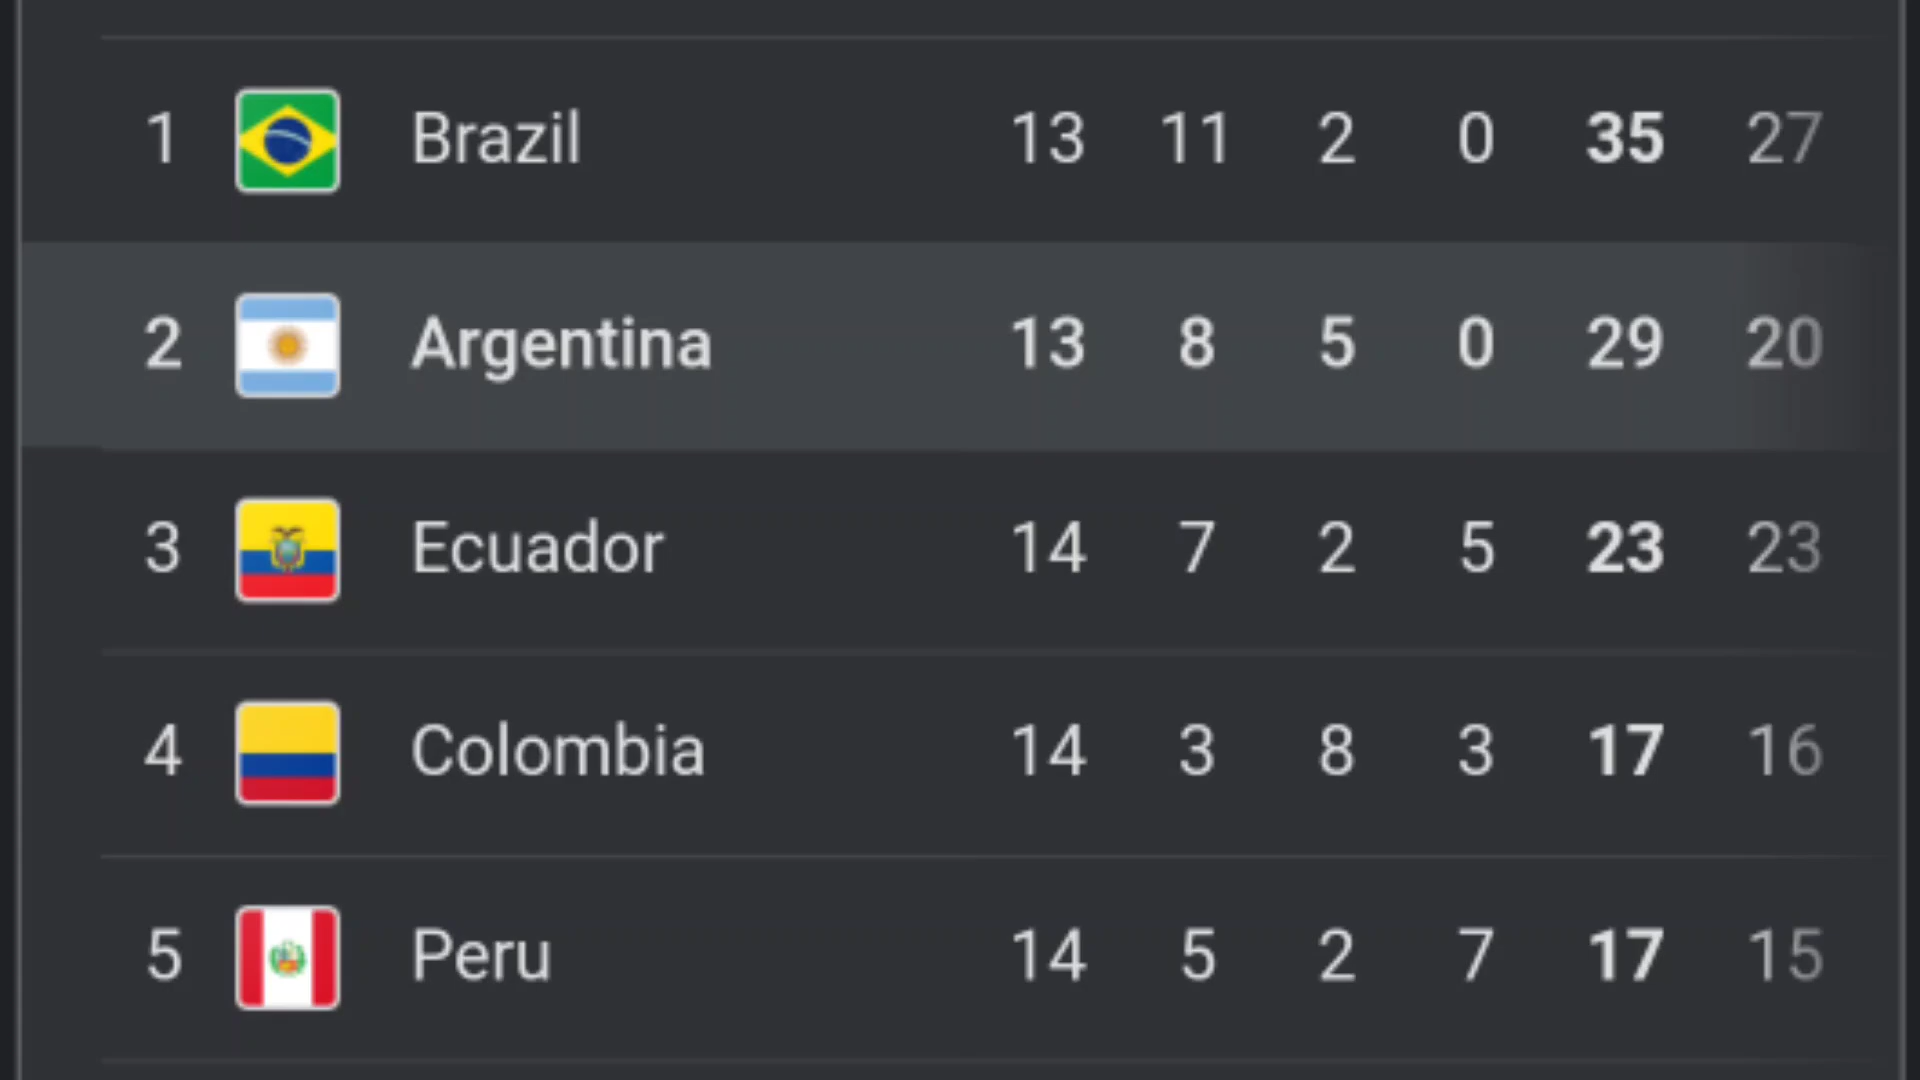 1 Brazil 13 11 2 0 35 27
2 Argentina 13 8 5 0 29 20
3 Ecuador 14 7 2 5 23 23
4 Colombia 14 3 8 3 17 16
5 Peru 14 5 2 7 17 15